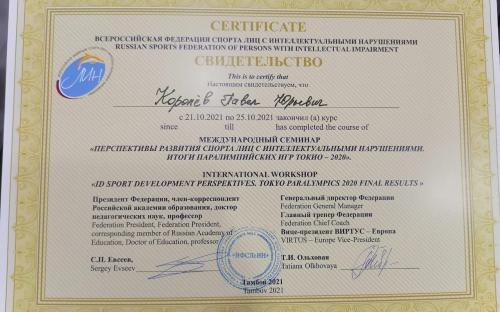 CERTIFICATE
ВСЕРОССИЙСКАЯ ФЕДЕРАЦИЯ СПОРТА ЛИЦ С ИНТЕЛЛЕКТУАЛЬНЫМИ НАРУШЕНИЯМИ
RUSSIAN SPORTS FEDERATION OF PERSONS WITH INTELLECTUAL IMPAIRMENT
СВИДЕТЕЛЬСТВО
This is to certify that
Настоящим свидетельствуем, что
Королёв Павел Юрьевич
с 21.10.2021 по 25.10.2021 закончил (а) курс
since till has completed the course of
МЕЖДУНАРОДНЫЙ СЕМИНАР
«ПЕРСПЕКТИВЫ РАЗВИТИЯ СПОРТА ЛИЦ С ИНТЕЛЛЕКТУАЛЬНЫМИ НАРУШЕНИЯМИ.
ИТОГИ ПАРАЛИМПИЙСКИХ ИГР ТОКИО – 2020».
INTERNATIONAL WORKSHOP
«ID SPORT DEVELOPMENT PERSPEKTIVES. TOKYO PARALYMPICS 2020 FINAL RESULTS »
Президент Федерации, член-корреспондент
Российской академии образования, доктор
педагогических наук, профессор
Federation President, Federation President,
corresponding member of Russian Academy of
Education, Doctor of Education, professor
С.П. Евсеев,
Sergey Evseev
Генеральный директор Федерации
Federation General Manager
Главный тренер Федерации
Federation Chief Coach
Вице-президент ВИРТУС – Европа
VIRTUS – Europe Vice-President
Т.И. Ольховая
Tatiana Olkhovaya
«ВФСЛИН»
Тамбов 2021
Tambov 2021